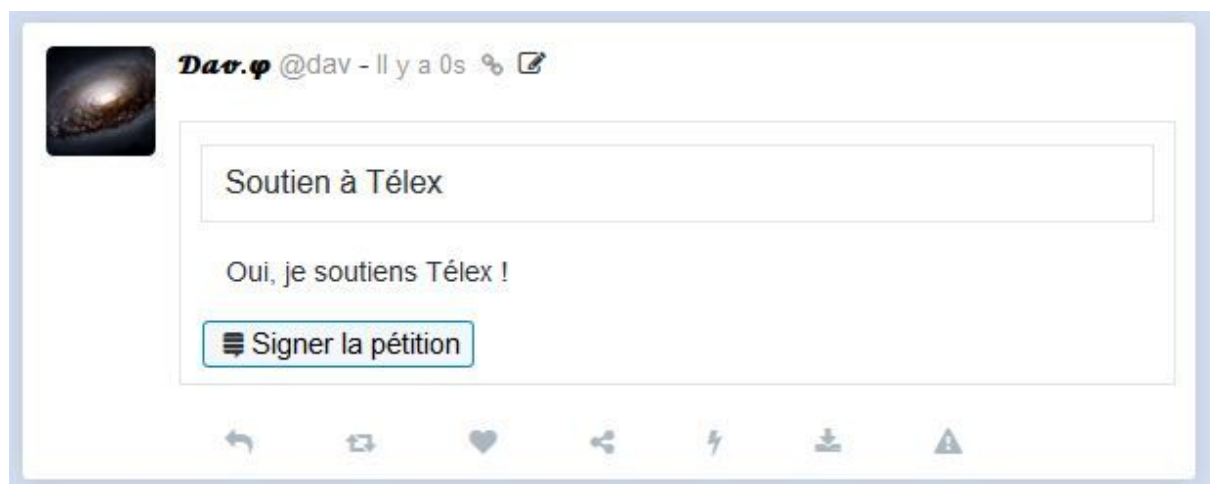 𝓓𝓪𝓿.𝛗 @dav - Il y a 0s
Soutien à Télex
Oui, je soutiens Télex !
Signer la pétition